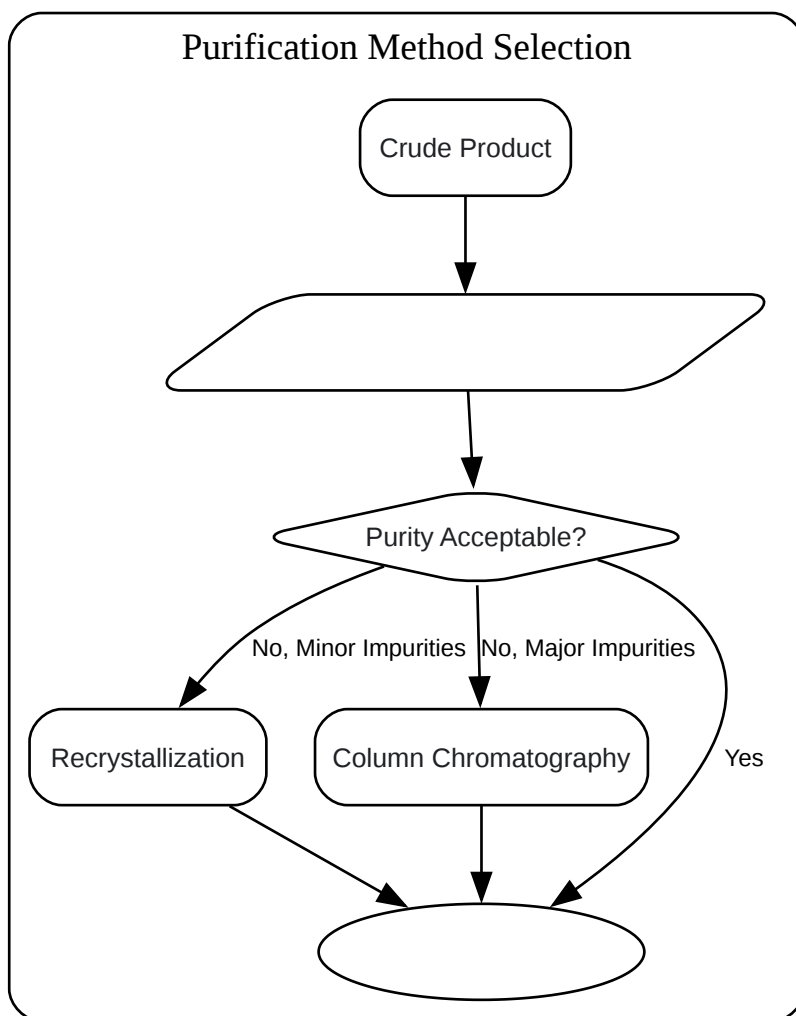 Purification Method Selection
Crude Product
Purity Acceptable?
No, Minor Impurities
No, Major Impurities
Recrystallization
Column Chromatography
Yes